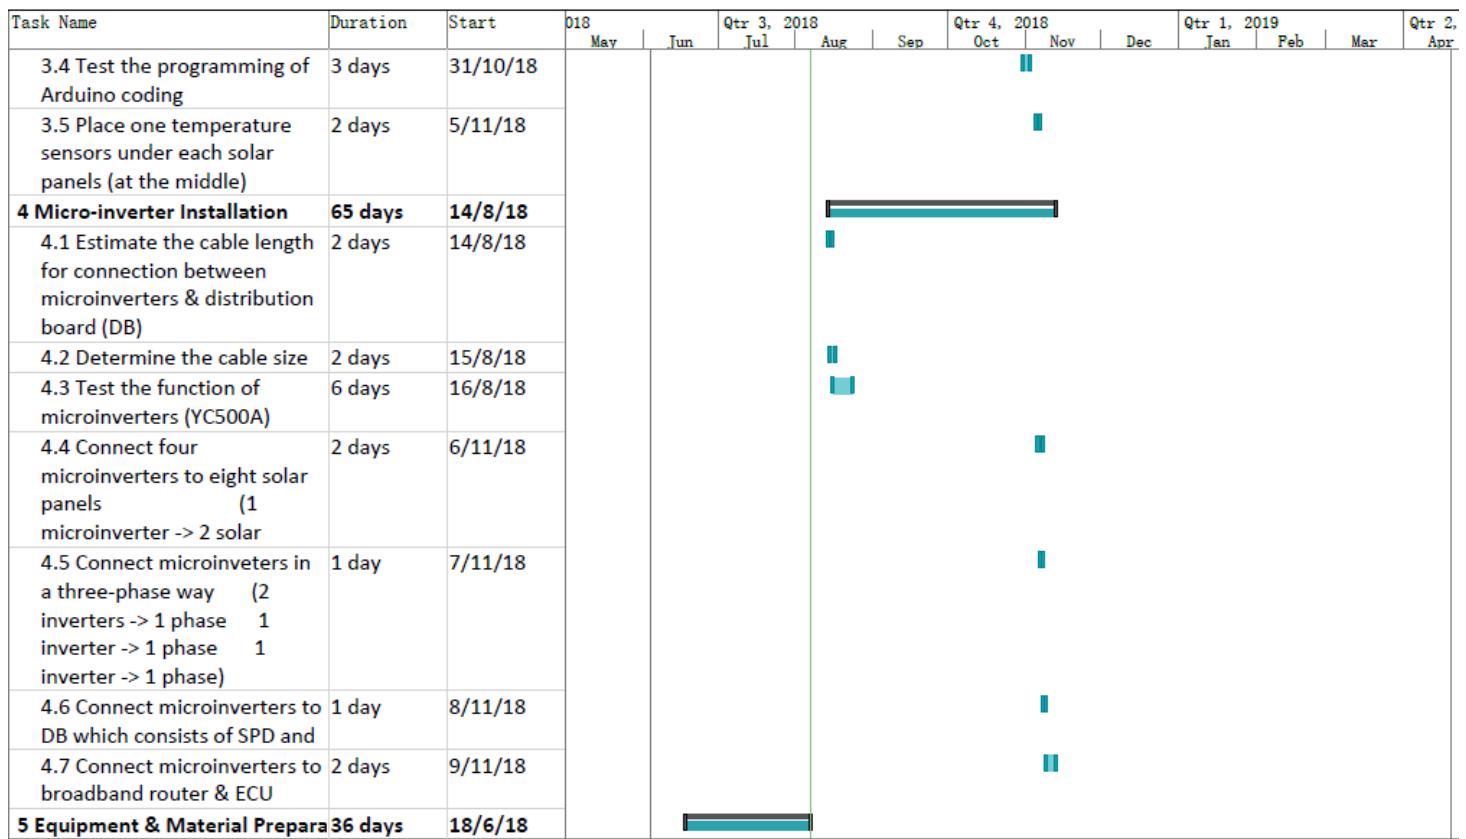 Task Name Duration Start 018 Qtr 3, 2018 Qtr 4, 2018 Qtr 1, 2019 Qtr 2,
May Jun Jul Aug Sep Oct Nov Dec Jan Feb Mar Apr
3.4 Test the programming of 3 days 31/10/18
Arduino coding
3.5 Place one temperature 2 days 5/11/18
sensors under each solar
panels (at the middle)
4 Micro-inverter Installation 65 days 14/8/18
4.1 Estimate the cable length 2 days 14/8/18
for connection between
microinverters & distribution
board (DB)
4.2 Determine the cable size 2 days 15/8/18
4.3 Test the function of 6 days 16/8/18
microinverters (YC500A)
4.4 Connect four 2 days 6/11/18
microinverters to eight solar
panels (1
microinverter -> 2 solar
4.5 Connect microinveters in 1 day 7/11/18
a three-phase way (2
inverters -> 1 phase 1
inverter -> 1 phase 1
inverter -> 1 phase)
4.6 Connect microinverters to 1 day 8/11/18
DB which consists of SPD and
4.7 Connect microinverters to 2 days 9/11/18
broadband router & ECU
5 Equipment & Material Prepara 36 days 18/6/18